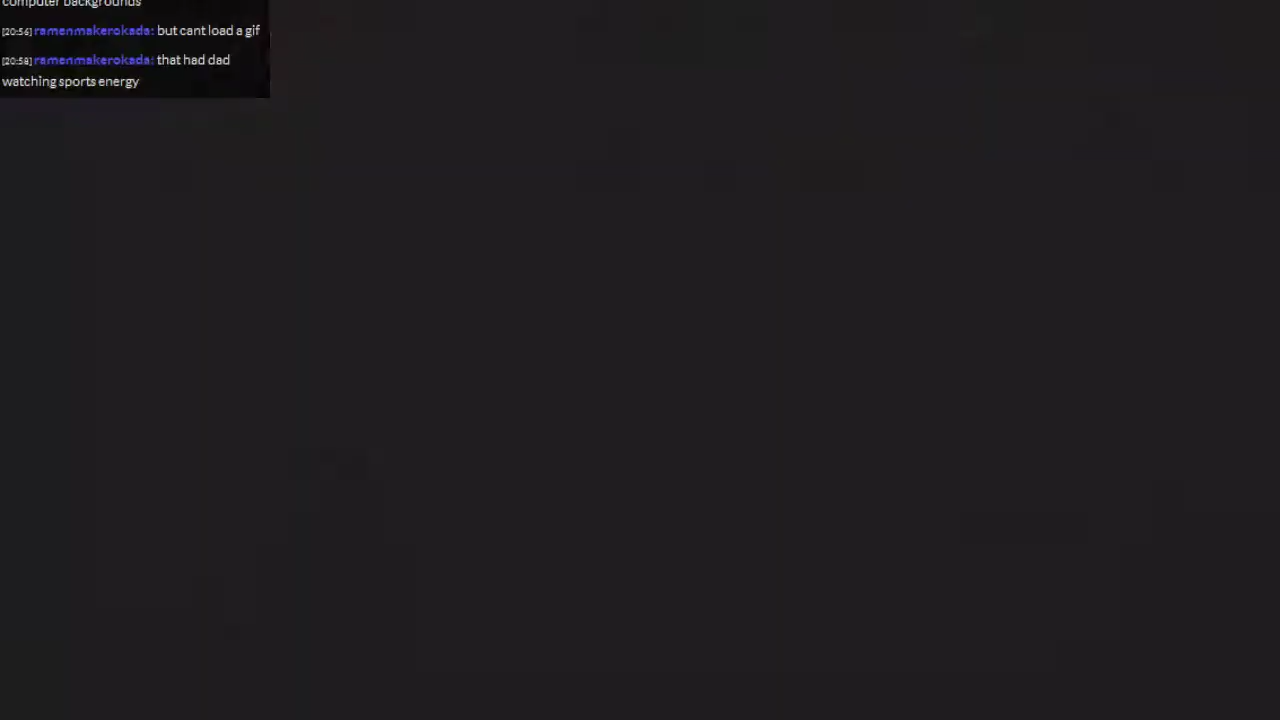 computer backgrounds
[20:56] ramenmakerokada: but cant load a gif
[20:58] ramenmakerokada: that had dad
watching sports energy